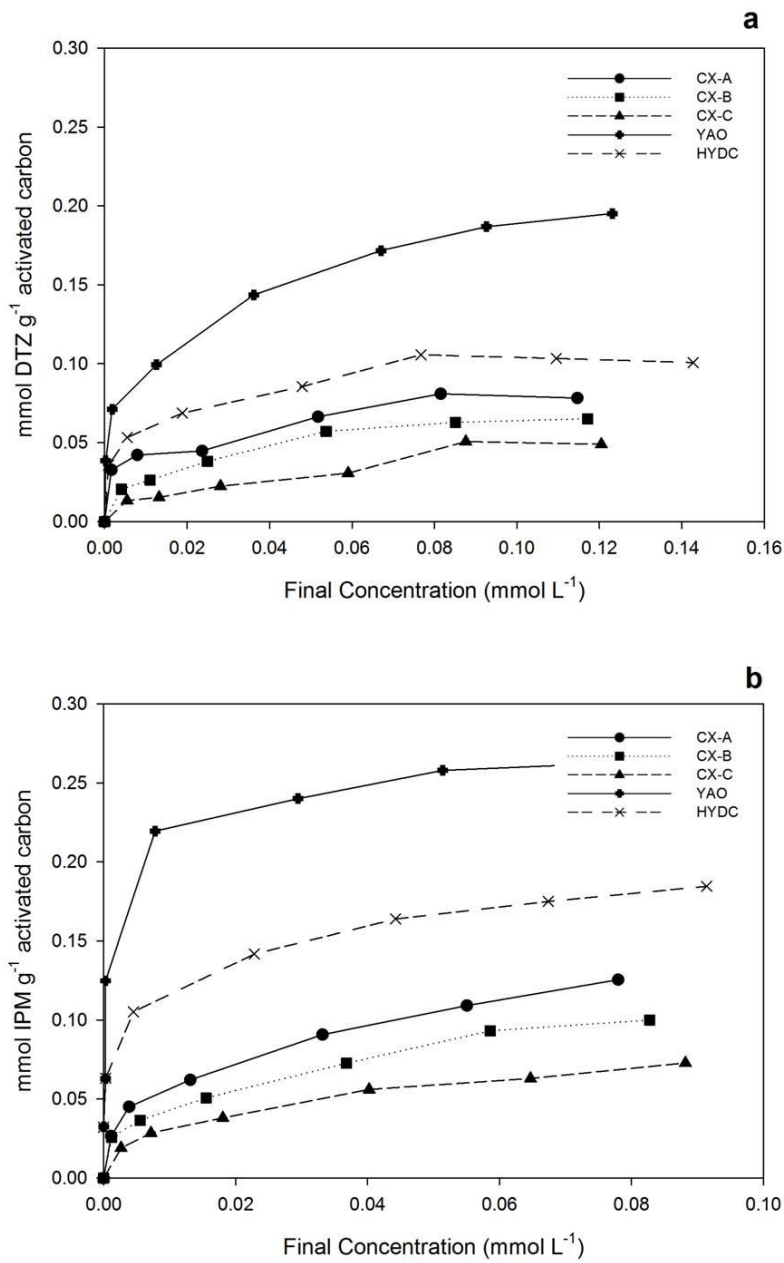 a
0.30
0.25
0.20
0.15
0.10
0.05
0.00
mmol DTZ g⁻¹ activated carbon
CX-A
CX-B
CX-C
YAO
HYDC
0.00 0.02 0.04 0.06 0.08 0.10 0.12 0.14 0.16
Final Concentration (mmol L⁻¹)
b
0.30
0.25
0.20
0.15
0.10
0.05
0.00
mmol IPM g⁻¹ activated carbon
CX-A
CX-B
CX-C
YAO
HYDC
0.00 0.02 0.04 0.06 0.08 0.10
Final Concentration (mmol L⁻¹)